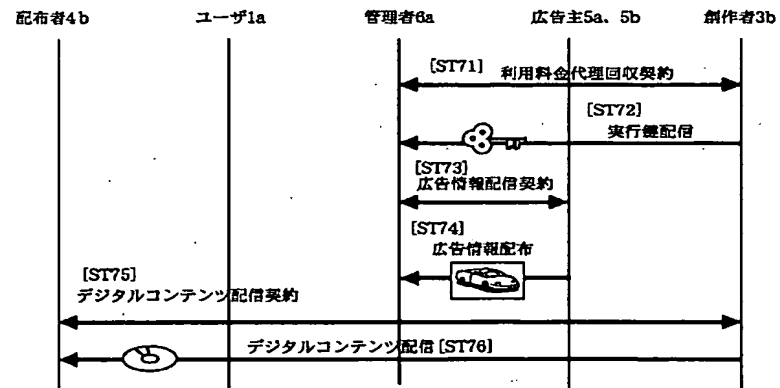 配布者4b ユーザ1a 管理者6a 広告主5a、5b 創作者3b
[ST71] 利用料金代理回収契約
[ST72]
実行鍵配信
[ST73]
広告情報配信契約
[ST74]
広告情報配布
[ST75]
デジタルコンテンツ配信契約
デジタルコンテンツ配信[ST76]